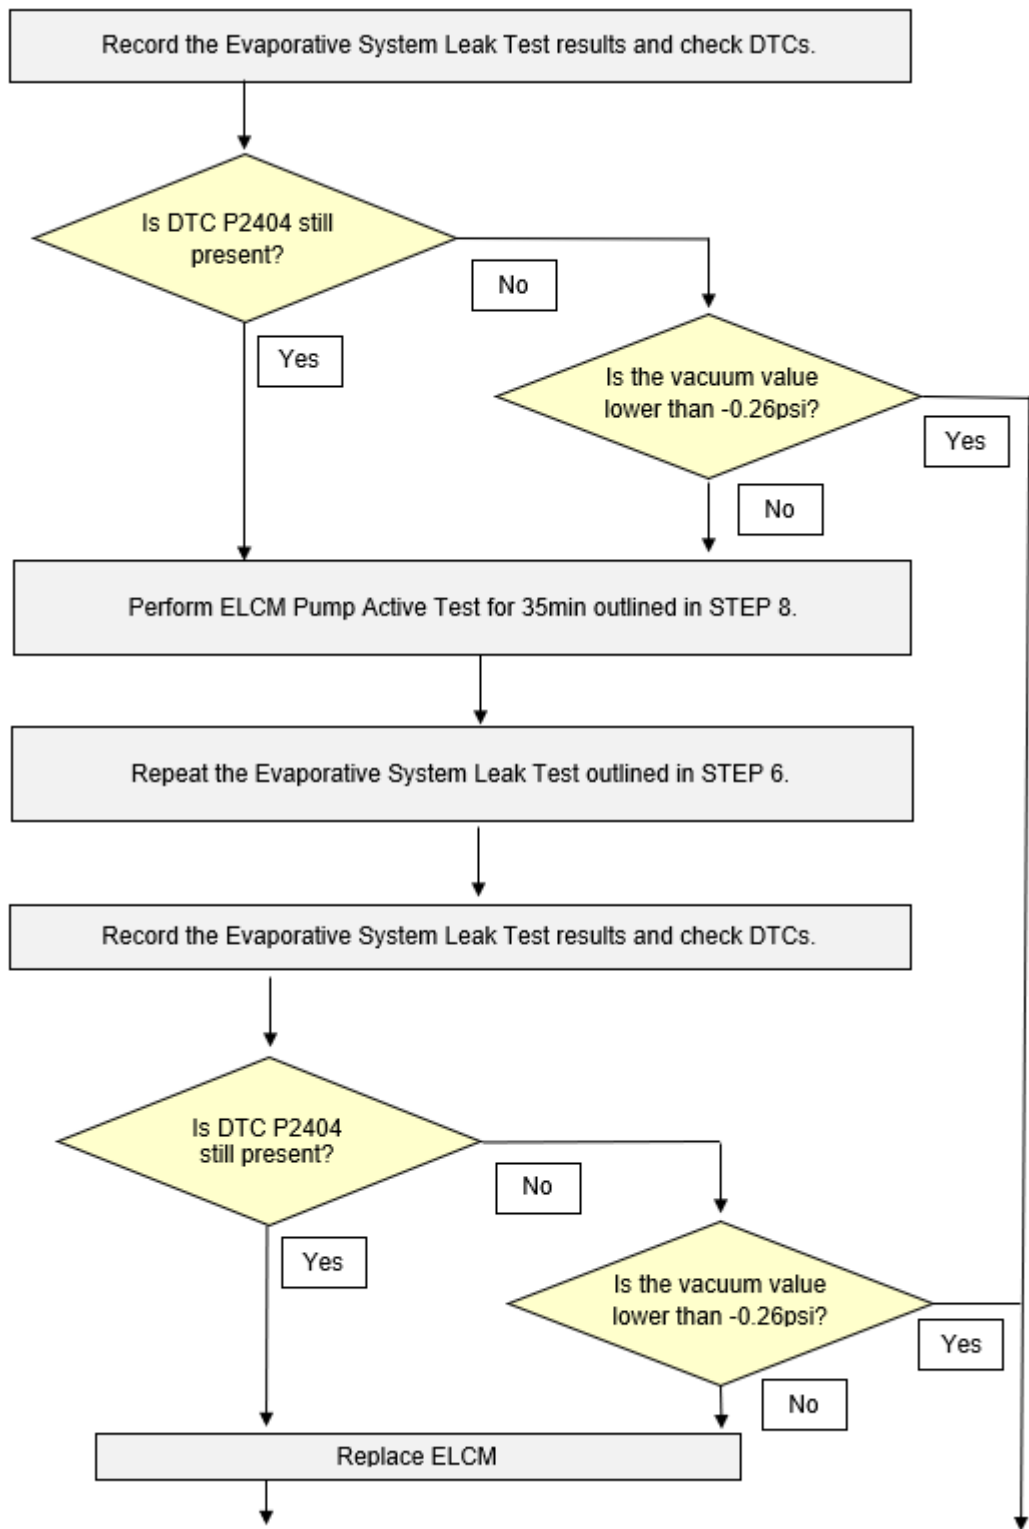 Record the Evaporative System Leak Test results and check DTCs.
Is DTC P2404 still
present?
No
Yes
Is the vacuum value
lower than -0.26psi?
Yes
No
Perform ELCM Pump Active Test for 35min outlined in STEP 8.
Repeat the Evaporative System Leak Test outlined in STEP 6.
Record the Evaporative System Leak Test results and check DTCs.
Is DTC P2404
still present?
No
Yes
Is the vacuum value
lower than -0.26psi?
Yes
No
Replace ELCM